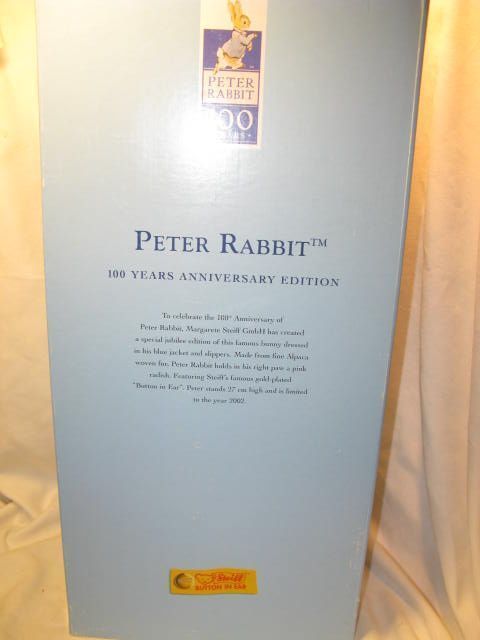 PETER
RABBIT
100
YEARS
PETER RABBIT™
100 YEARS ANNIVERSARY EDITION
To celebrate the 100th Anniversary of
Peter Rabbit, Margarete Steiff GmbH has created
a special jubilee edition of this famous bunny dressed
in his blue jacket and slippers. Made from fine Alpaca
woven fur. Peter Rabbit holds in his right paw a pink
radish. Featuring Steiff's famous gold-plated
"Button in Ear". Peter stands 27 cm high and is limited
to the year 2002.
Steiff
BUTTON IN EAR